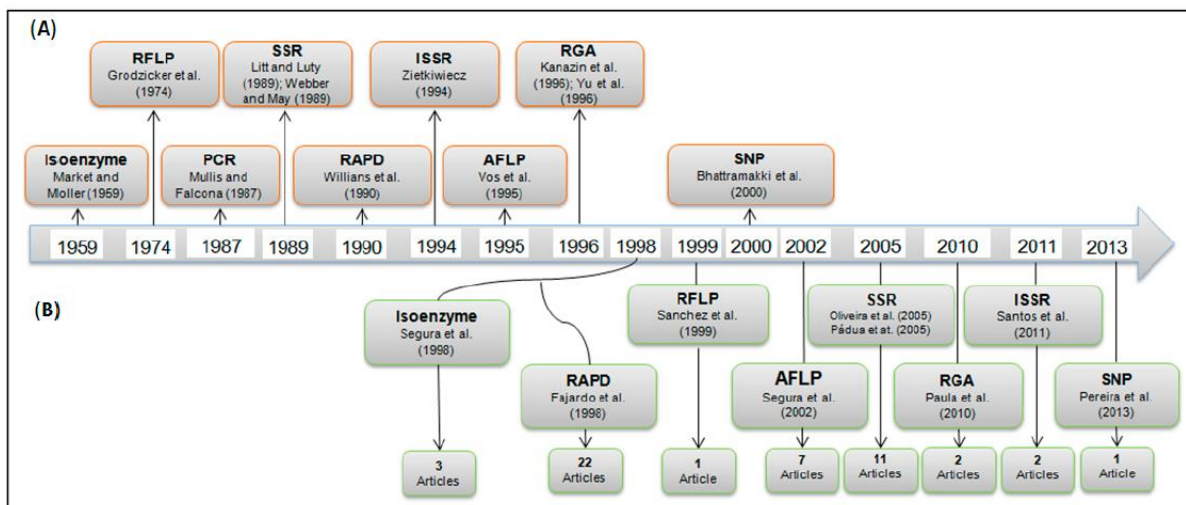 (A)
RFLP
Grodzicker et al.
(1974)
SSR
Litt and Luty
(1989); Webber
and May (1989)
ISSR
Zietkiwiecz
(1994)
RGA
Kanazin et al.
(1996); Yu et al.
(1996)
Isoenzyme
Market and
Moller (1959)
PCR
Mullis and
Falcona (1987)
RAPD
Willians et al.
(1990)
AFLP
Vos et al.
(1995)
SNP
Bhattramakki et al.
(2000)
1959 1974 1987 1989 1990 1994 1995 1996 1998 1999 2000 2002 2005 2010 2011 2013
(B)
Isoenzyme
Segura et al.
(1998)
RFLP
Sanchez et al.
(1999)
SSR
Oliveira et al. (2005)
Pádua et at. (2005)
ISSR
Santos et al.
(2011)
RAPD
Fajardo et al.
(1998)
AFLP
Segura et al.
(2002)
RGA
Paula et al.
(2010)
SNP
Pereira et al.
(2013)
3
Articles
22
Articles
1
Article
7
Articles
11
Articles
2
Articles
2
Articles
1
Article